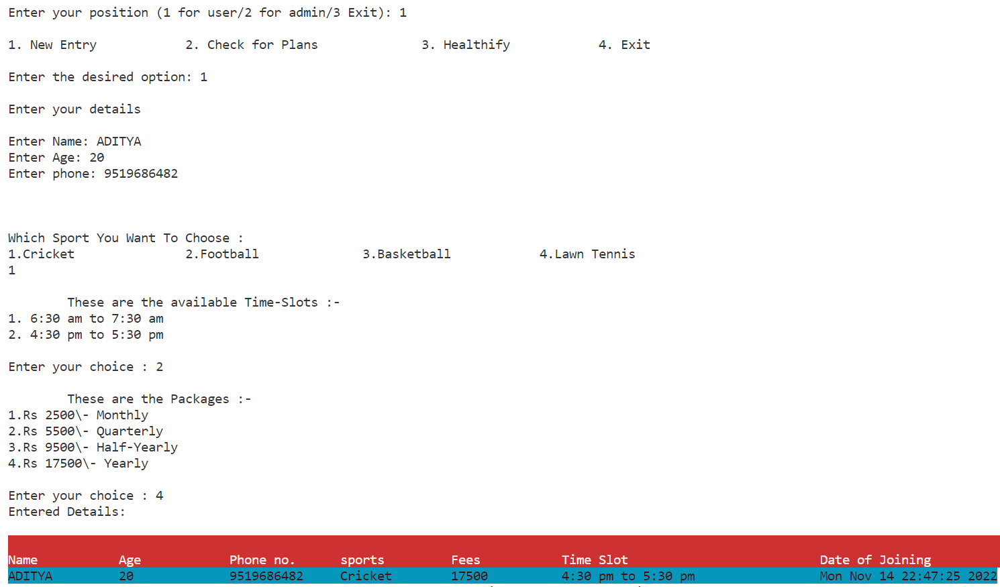 Enter your position (1 for user/2 for admin/3 Exit): 1
1. New Entry 2. Check for Plans 3. Healthify 4. Exit
Enter the desired option: 1
Enter your details
Enter Name: ADITYA
Enter Age: 20
Enter phone: 9519686482
Which Sport You Want To Choose :
1.Cricket 2.Football 3.Basketball 4.Lawn Tennis
1
These are the available Time-Slots :-
1. 6:30 am to 7:30 am
2. 4:30 pm to 5:30 pm
Enter your choice : 2
These are the Packages :-
1.Rs 2500\- Monthly
2.Rs 5500\- Quarterly
3.Rs 9500\- Half-Yearly
4.Rs 17500\- Yearly
Enter your choice : 4
Entered Details:
Name Age Phone no. sports Fees Time Slot Date of Joining
ADITYA 20 9519686482 Cricket 17500 4:30 pm to 5:30 pm Mon Nov 14 22:47:25 2022